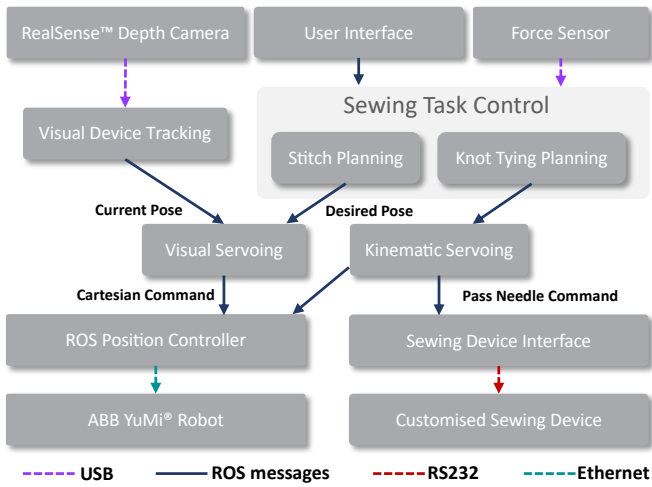 RealSense™ Depth Camera
User Interface
Force Sensor
Sewing Task Control
Visual Device Tracking
Stitch Planning
Knot Tying Planning
Current Pose
Desired Pose
Visual Servoing
Kinematic Servoing
Cartesian Command
Pass Needle Command
ROS Position Controller
Sewing Device Interface
ABB YuMi® Robot
Customised Sewing Device
USB
ROS messages
RS232
Ethernet